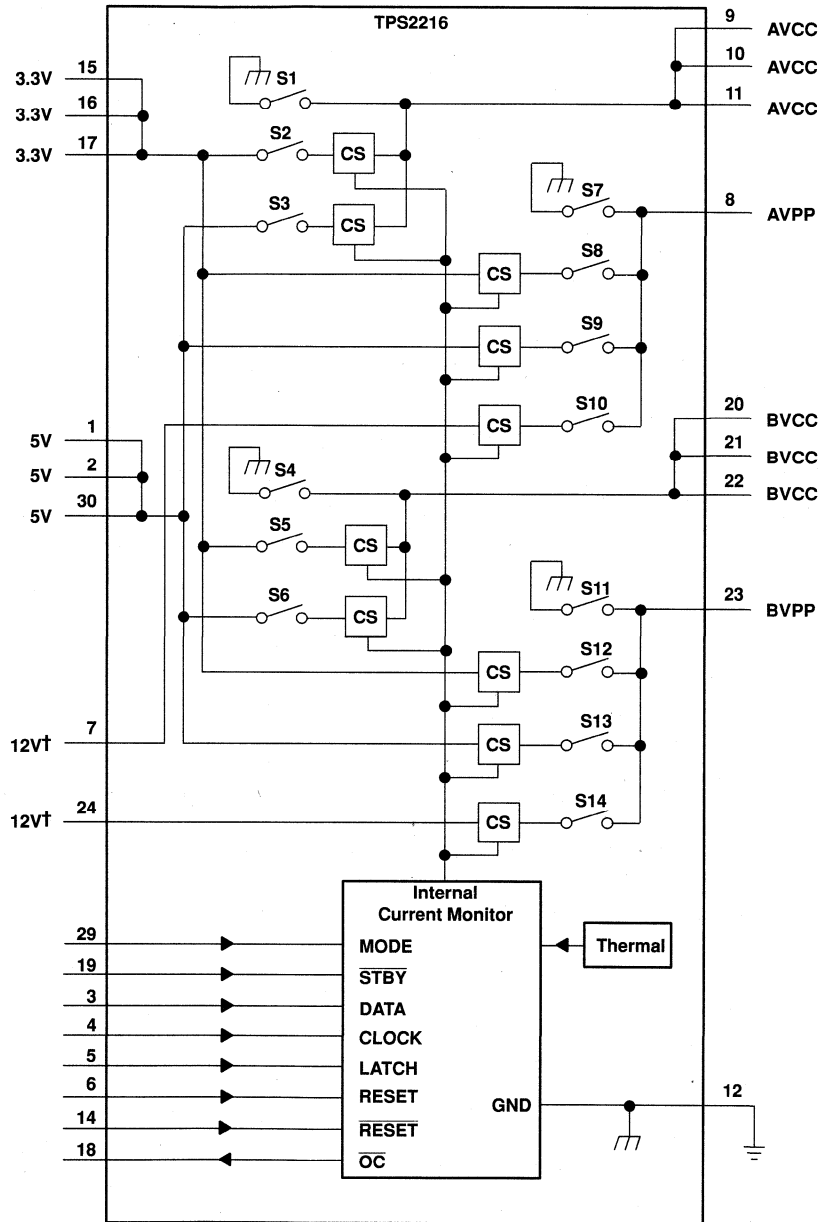 TPS2216
9 AVCC
10 AVCC
11 AVCC
15 3.3V
16 3.3V
17 3.3V
S1
S2
CS
S3
CS
S7
8 AVPP
CS S8
CS S9
CS S10
1 5V
2 5V
30 5V
20 BVCC
21 BVCC
22 BVCC
S4
S5
CS
S6
CS
S11
23 BVPP
CS S12
CS S13
CS S14
7 12V†
24 12V†
Internal
Current Monitor
Thermal
29 MODE
19 S̅T̅B̅Y̅
3 DATA
4 CLOCK
5 LATCH
6 RESET
14 R̅E̅S̅E̅T̅
18 O̅C̅
GND 12